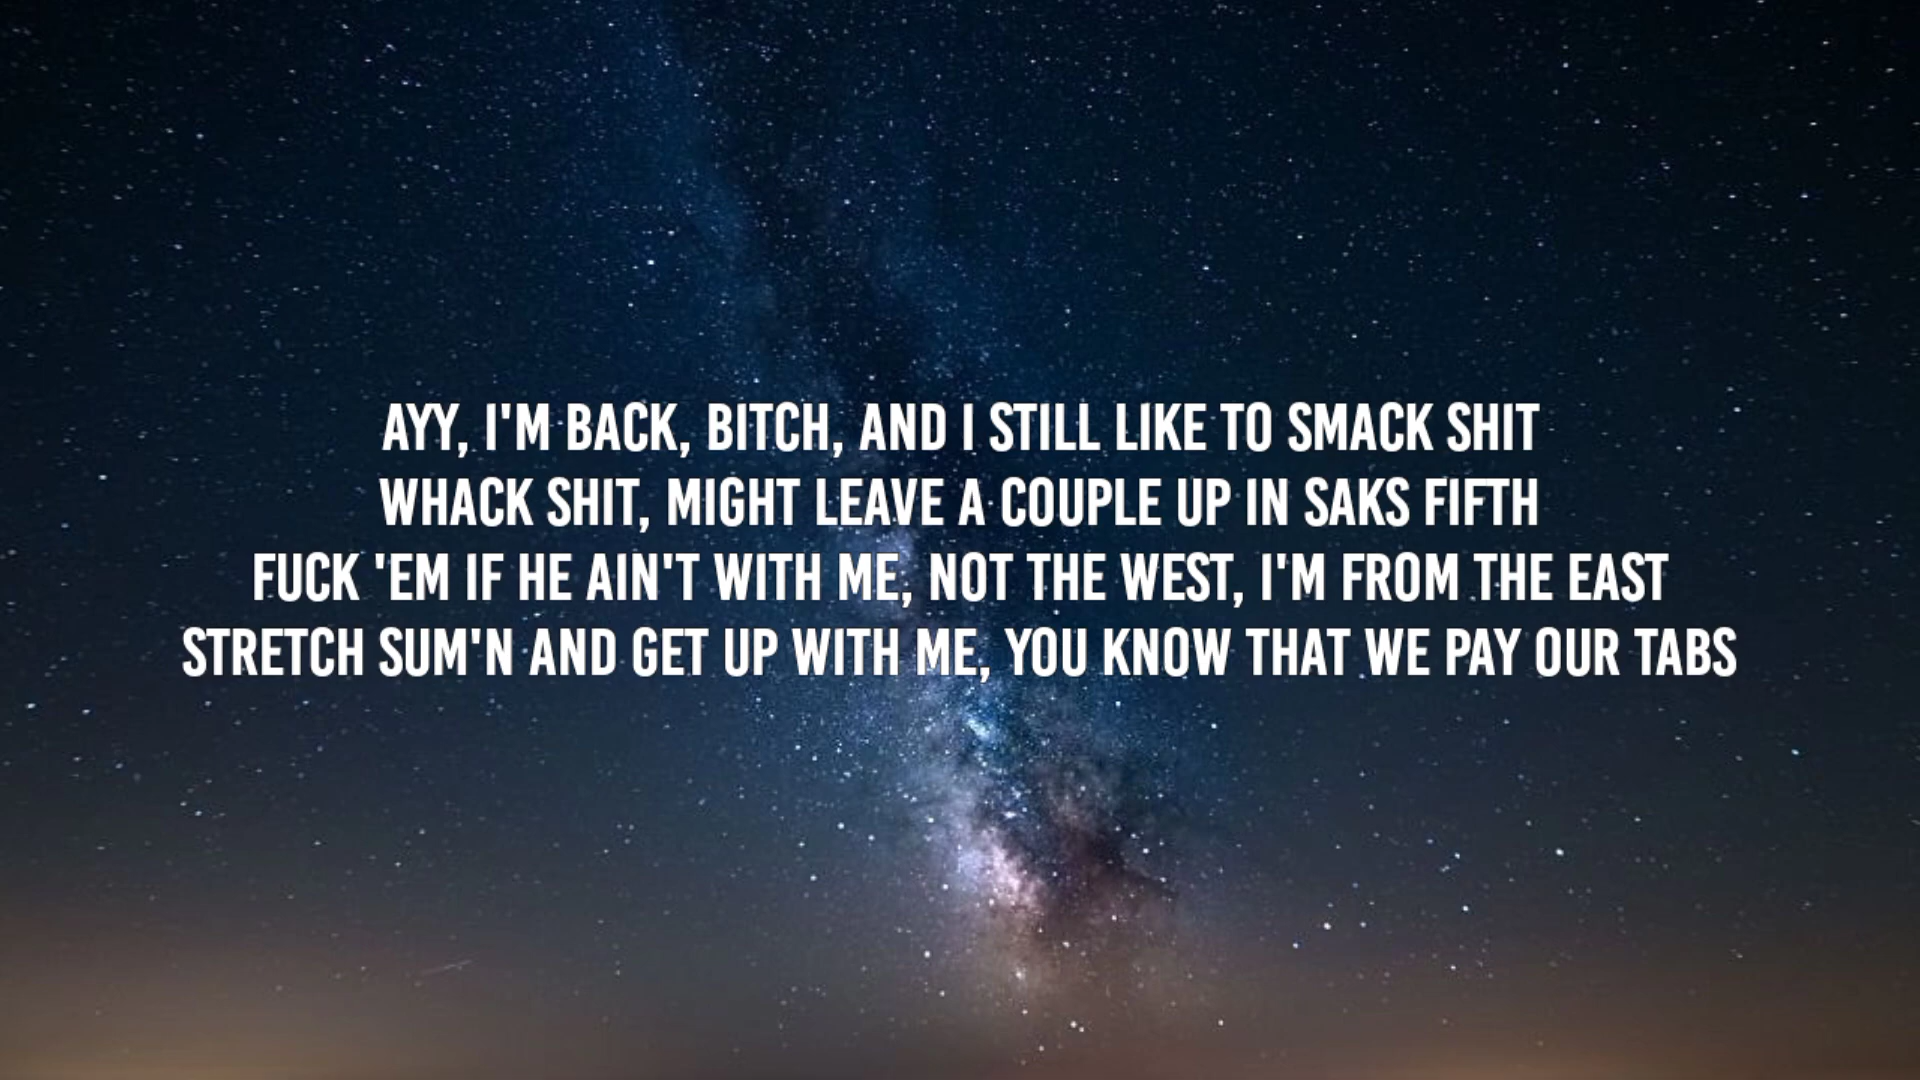 AYY, I'M BACK, BITCH, AND I STILL LIKE TO SMACK SHIT
WHACK SHIT, MIGHT LEAVE A COUPLE UP IN SAKS FIFTH
FUCK 'EM IF HE AIN'T WITH ME, NOT THE WEST, I'M FROM THE EAST
STRETCH SUM'N AND GET UP WITH ME, YOU KNOW THAT WE PAY OUR TABS